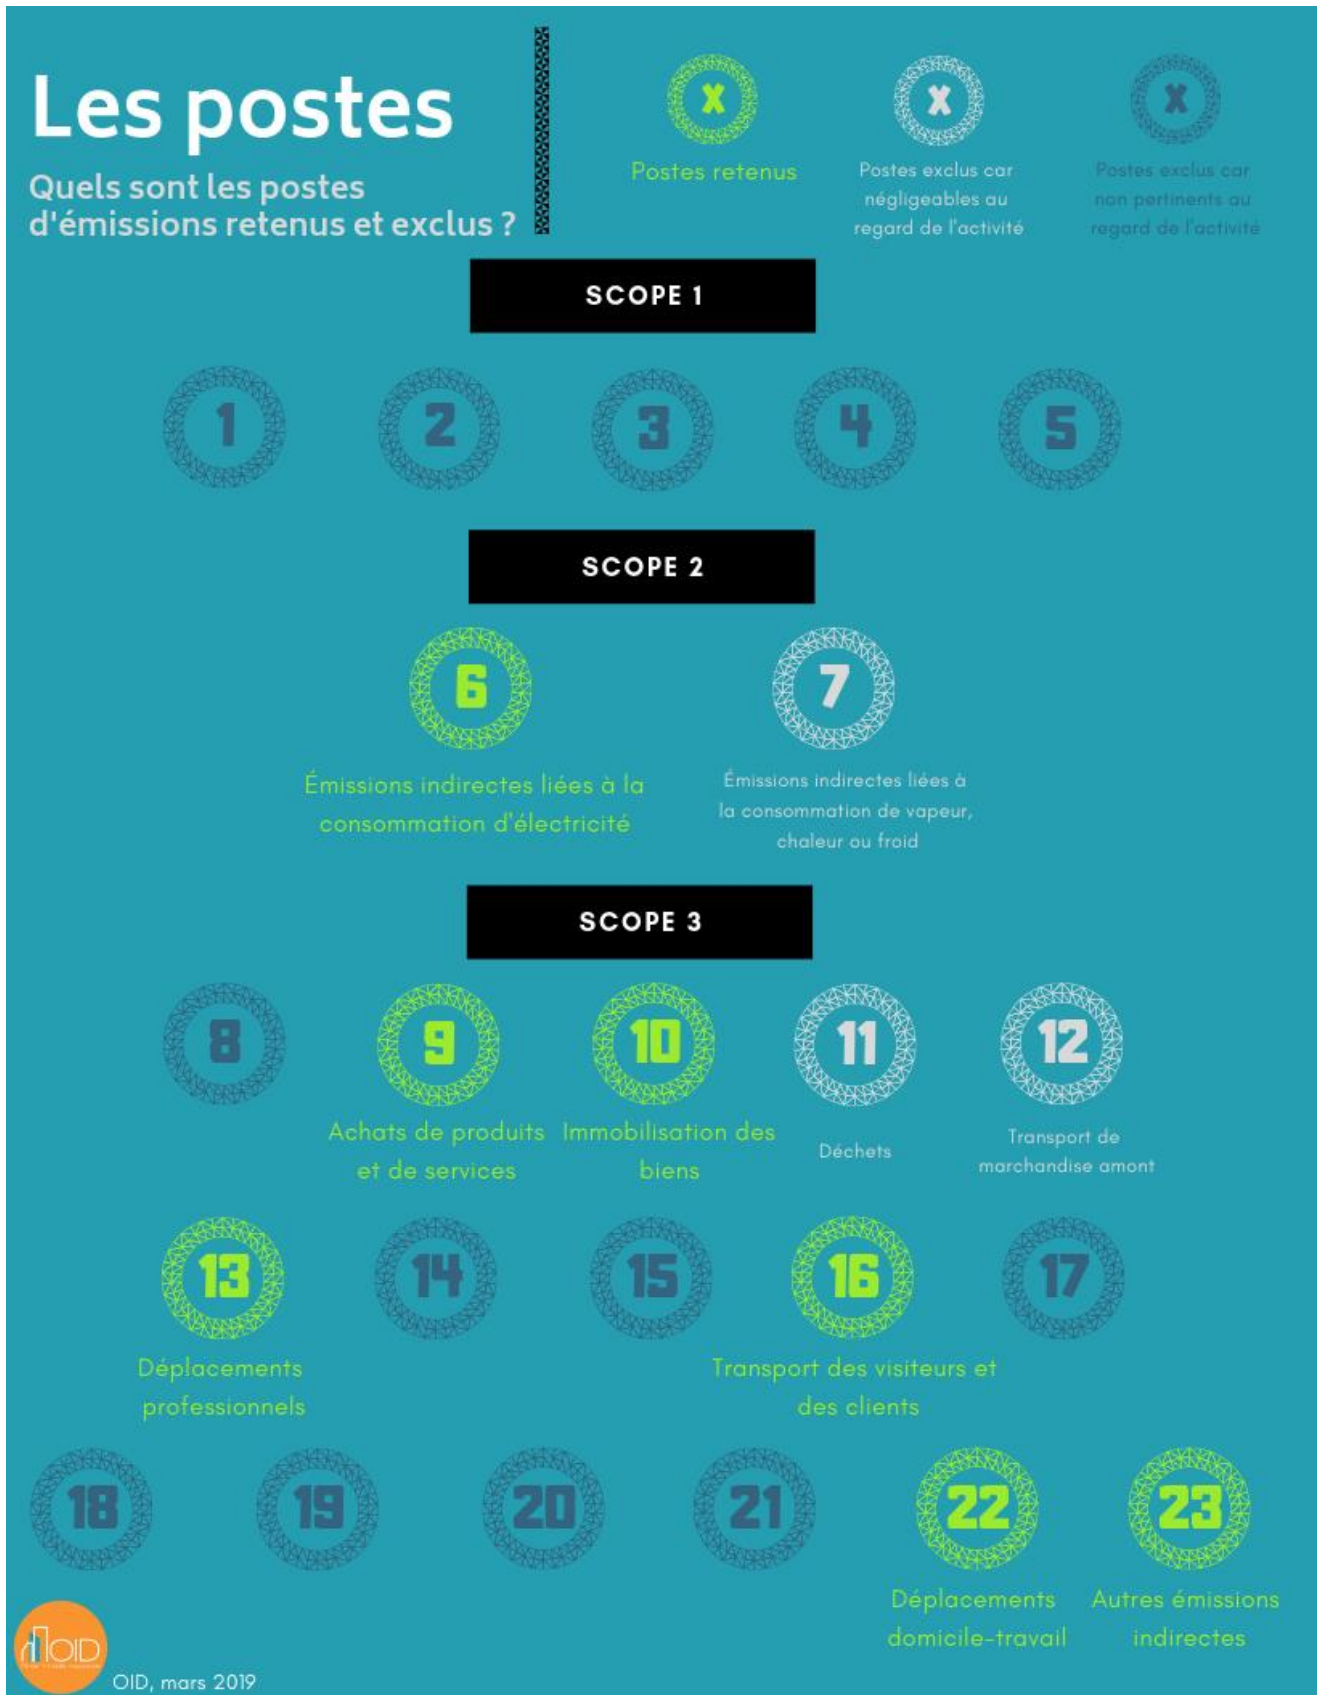 Les postes
Quels sont les postes
d'émissions retenus et exclus ?
X
Postes retenus
X
Postes exclus car
négligeables au
regard de l'activité
X
Postes exclus car
non pertinents au
regard de l'activité
SCOPE 1
1
2
3
4
5
SCOPE 2
6
Émissions indirectes liées à la
consommation d'électricité
7
Émissions indirectes liées à
la consommation de vapeur,
chaleur ou froid
SCOPE 3
8
9
Achats de produits
et de services
10
Immobilisation des
biens
11
Déchets
12
Transport de
marchandise amont
13
Déplacements
professionnels
14
15
16
Transport des visiteurs et
des clients
17
18
19
20
21
22
Déplacements
domicile-travail
23
Autres émissions
indirectes
OID
OID, mars 2019